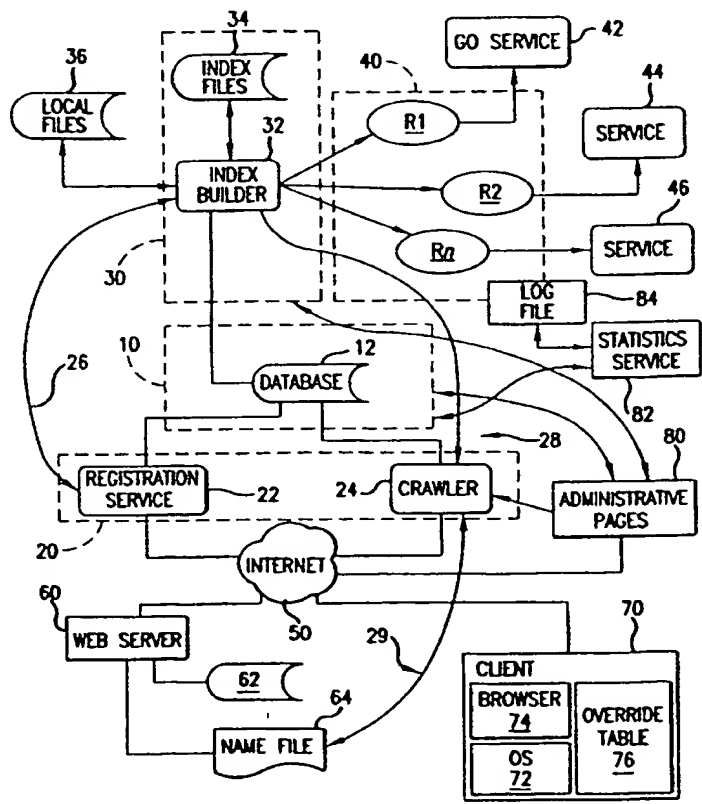 34
42
GO SERVICE
36
INDEX
FILES
40
44
LOCAL
FILES
32
R1
SERVICE
INDEX
BUILDER
R2
46
Rn
SERVICE
30
LOG
FILE
84
10
12
STATISTICS
SERVICE
26
DATABASE
82
28
80
REGISTRATION
SERVICE
22
24
CRAWLER
ADMINISTRATIVE
PAGES
20
INTERNET
60
50
70
WEB SERVER
29
CLIENT
62
BROWSER
74
OVERRIDE
TABLE
76
64
NAME FILE
OS
72